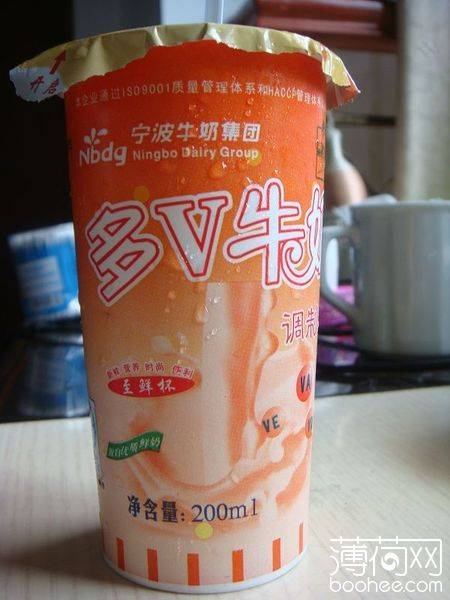 开启
本企业通过ISO9001质量管理体系和HACCP管理体
Nbdg
宁波牛奶集团
Ningbo Dairy Group
多V牛奶
调制
新鲜 营养 时尚 便利
至鲜杯
VA
VE
净含量:200ml
薄荷网
boohee.com